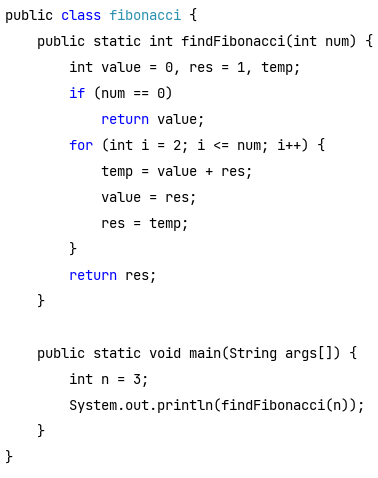 public class fibonacci {
    public static int findFibonacci(int num) {
        int value = 0, res = 1, temp;
        if (num == 0)
            return value;
        for (int i = 2; i <= num; i++) {
            temp = value + res;
            value = res;
            res = temp;
        }
        return res;
    }

    public static void main(String args[]) {
        int n = 3;
        System.out.println(findFibonacci(n));
    }
}